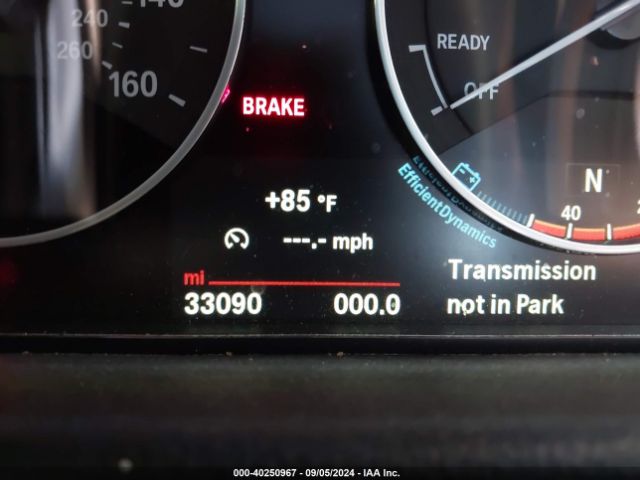 140
240
260
160
BRAKE
READY
OFF
+85 °F
---.- mph
EfficientDynamics
N
40
mi
33090 000.0
Transmission
not in Park
000-40250967 - 09/05/2024 - IAA Inc.